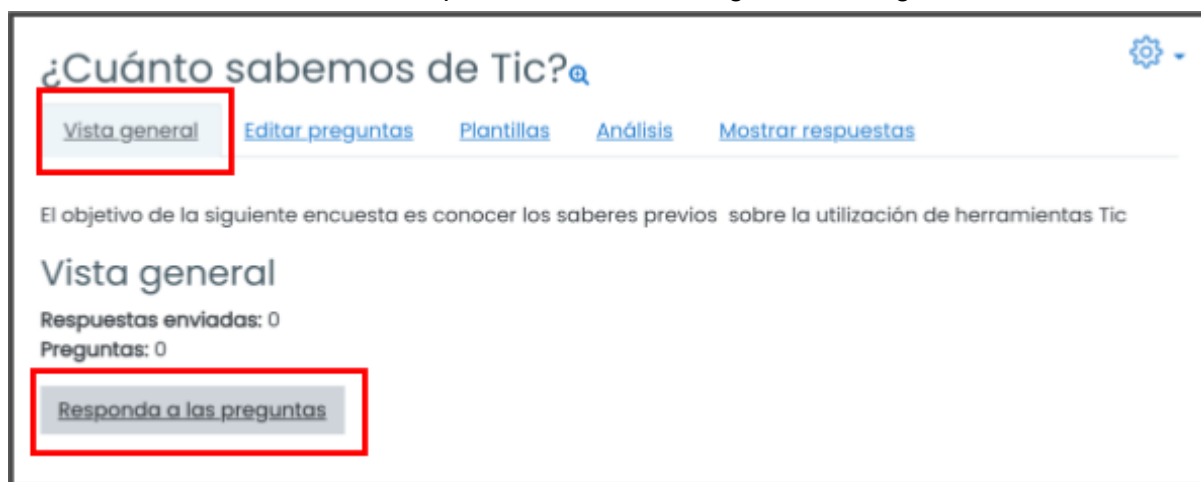 ¿Cuánto sabemos de Tic?
Vista general Editar preguntas Plantillas Análisis Mostrar respuestas
El objetivo de la siguiente encuesta es conocer los saberes previos sobre la utilización de herramientas Tic
Vista general
Respuestas enviadas: 0
Preguntas: 0
Responda a las preguntas